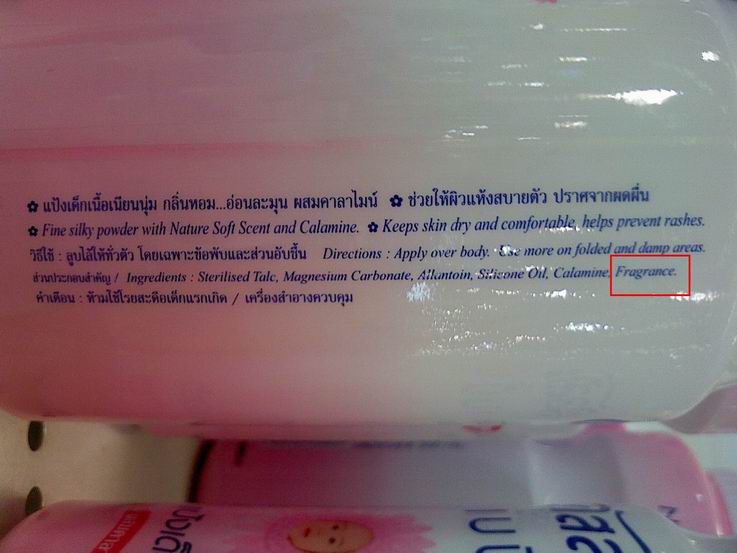 ✿ แป้งเด็กเนื้อเนียนนุ่ม กลิ่นหอม...อ่อนละมุน ผสมคาลาไมน์ ✿ ช่วยให้ผิวแห้งสบายตัว ปราศจากผดผื่น
✿ Fine silky powder with Nature Soft Scent and Calamine. ✿ Keeps skin dry and comfortable, helps prevent rashes.
วิธีใช้ : ลูบไล้ให้ทั่วตัว โดยเฉพาะข้อพับและส่วนอับชื้น Directions : Apply over body. Use more on folded and damp areas.
ส่วนประกอบสำคัญ / Ingredients : Sterilised Talc, Magnesium Carbonate, Allantoin, Silicone Oil, Calamine, Fragrance.
คำเตือน : ห้ามใช้โรยสะดือเด็กแรกเกิด / เครื่องสำอางควบคุม